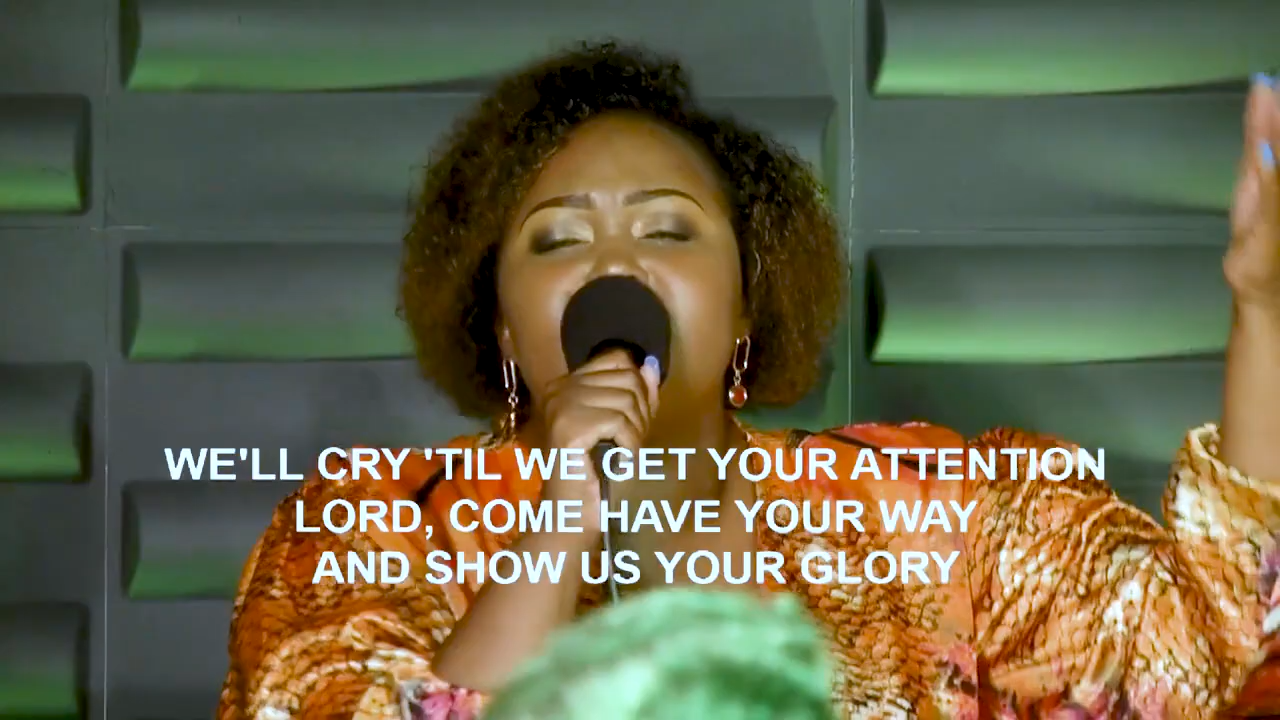 WE'LL CRY 'TIL WE GET YOUR ATTENTION
LORD, COME HAVE YOUR WAY
AND SHOW US YOUR GLORY